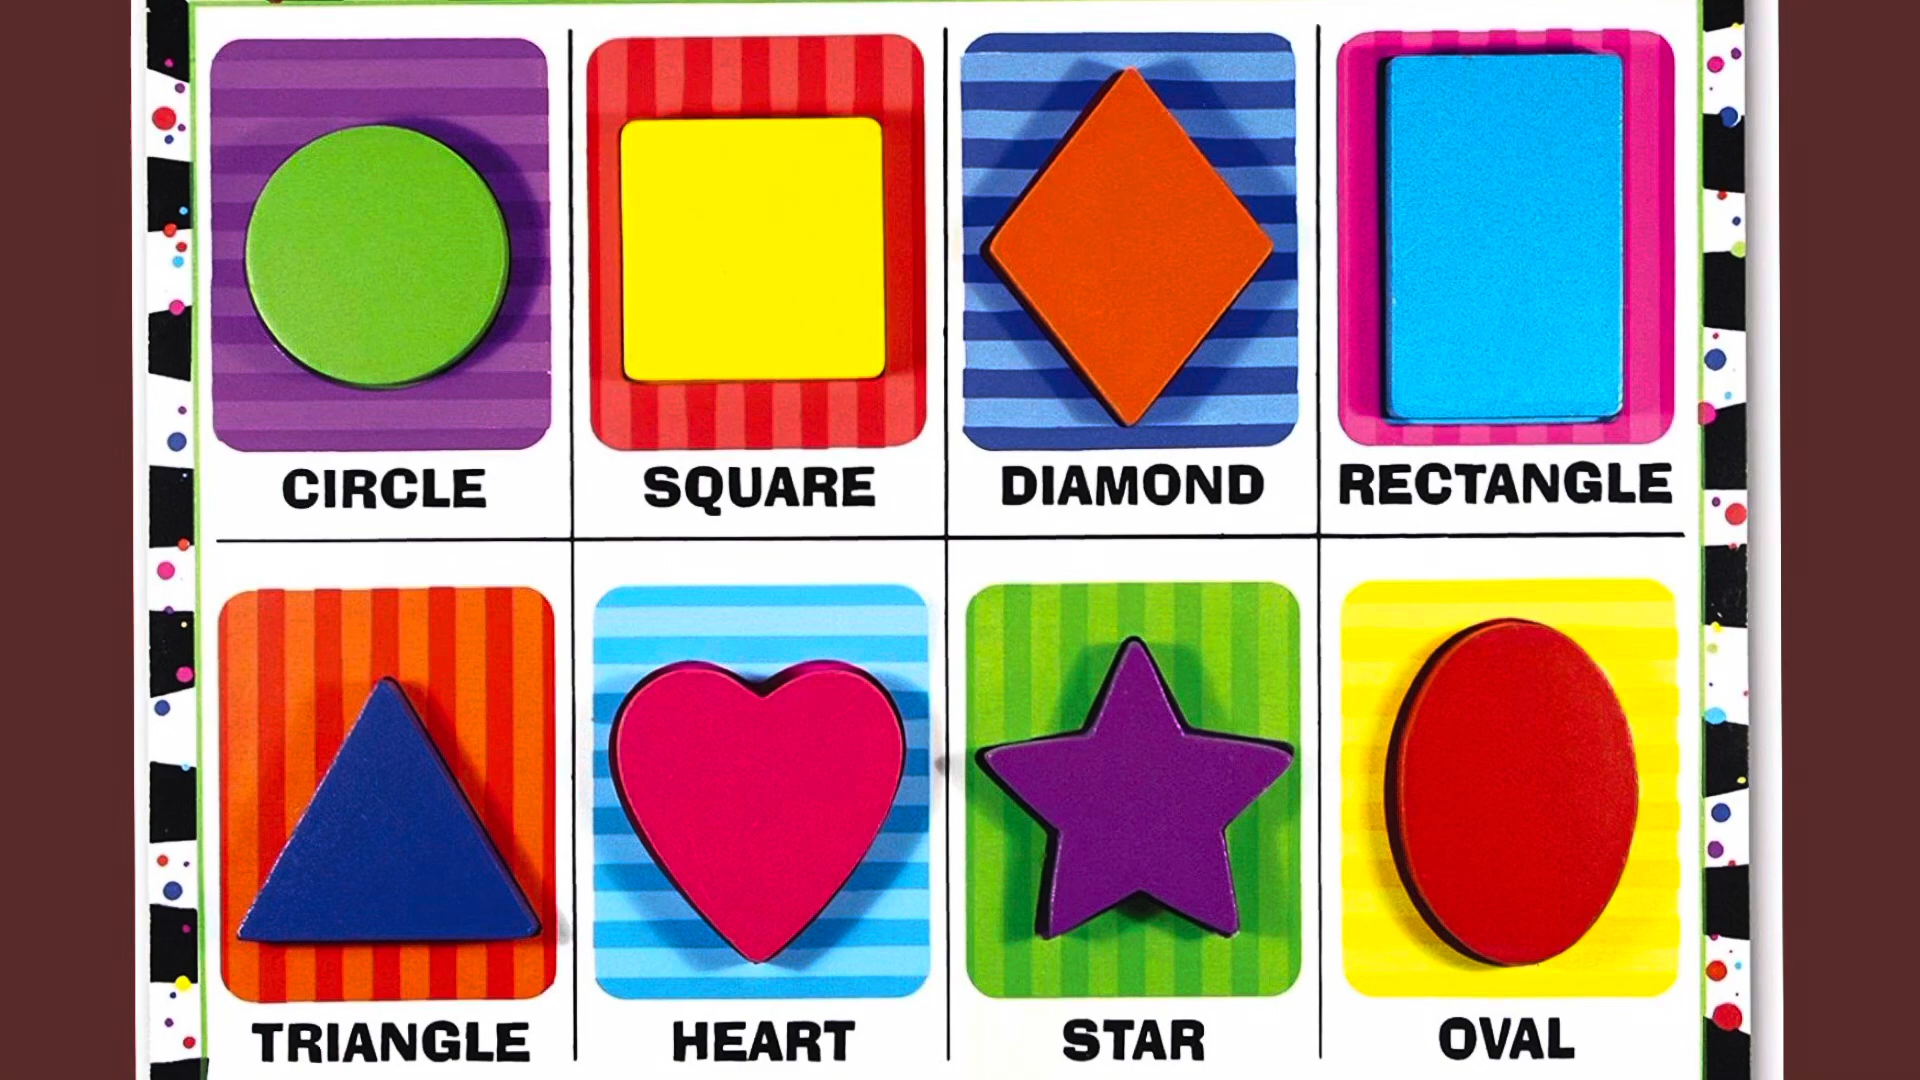 CIRCLE
SQUARE
DIAMOND
RECTANGLE
TRIANGLE
HEART
STAR
OVAL